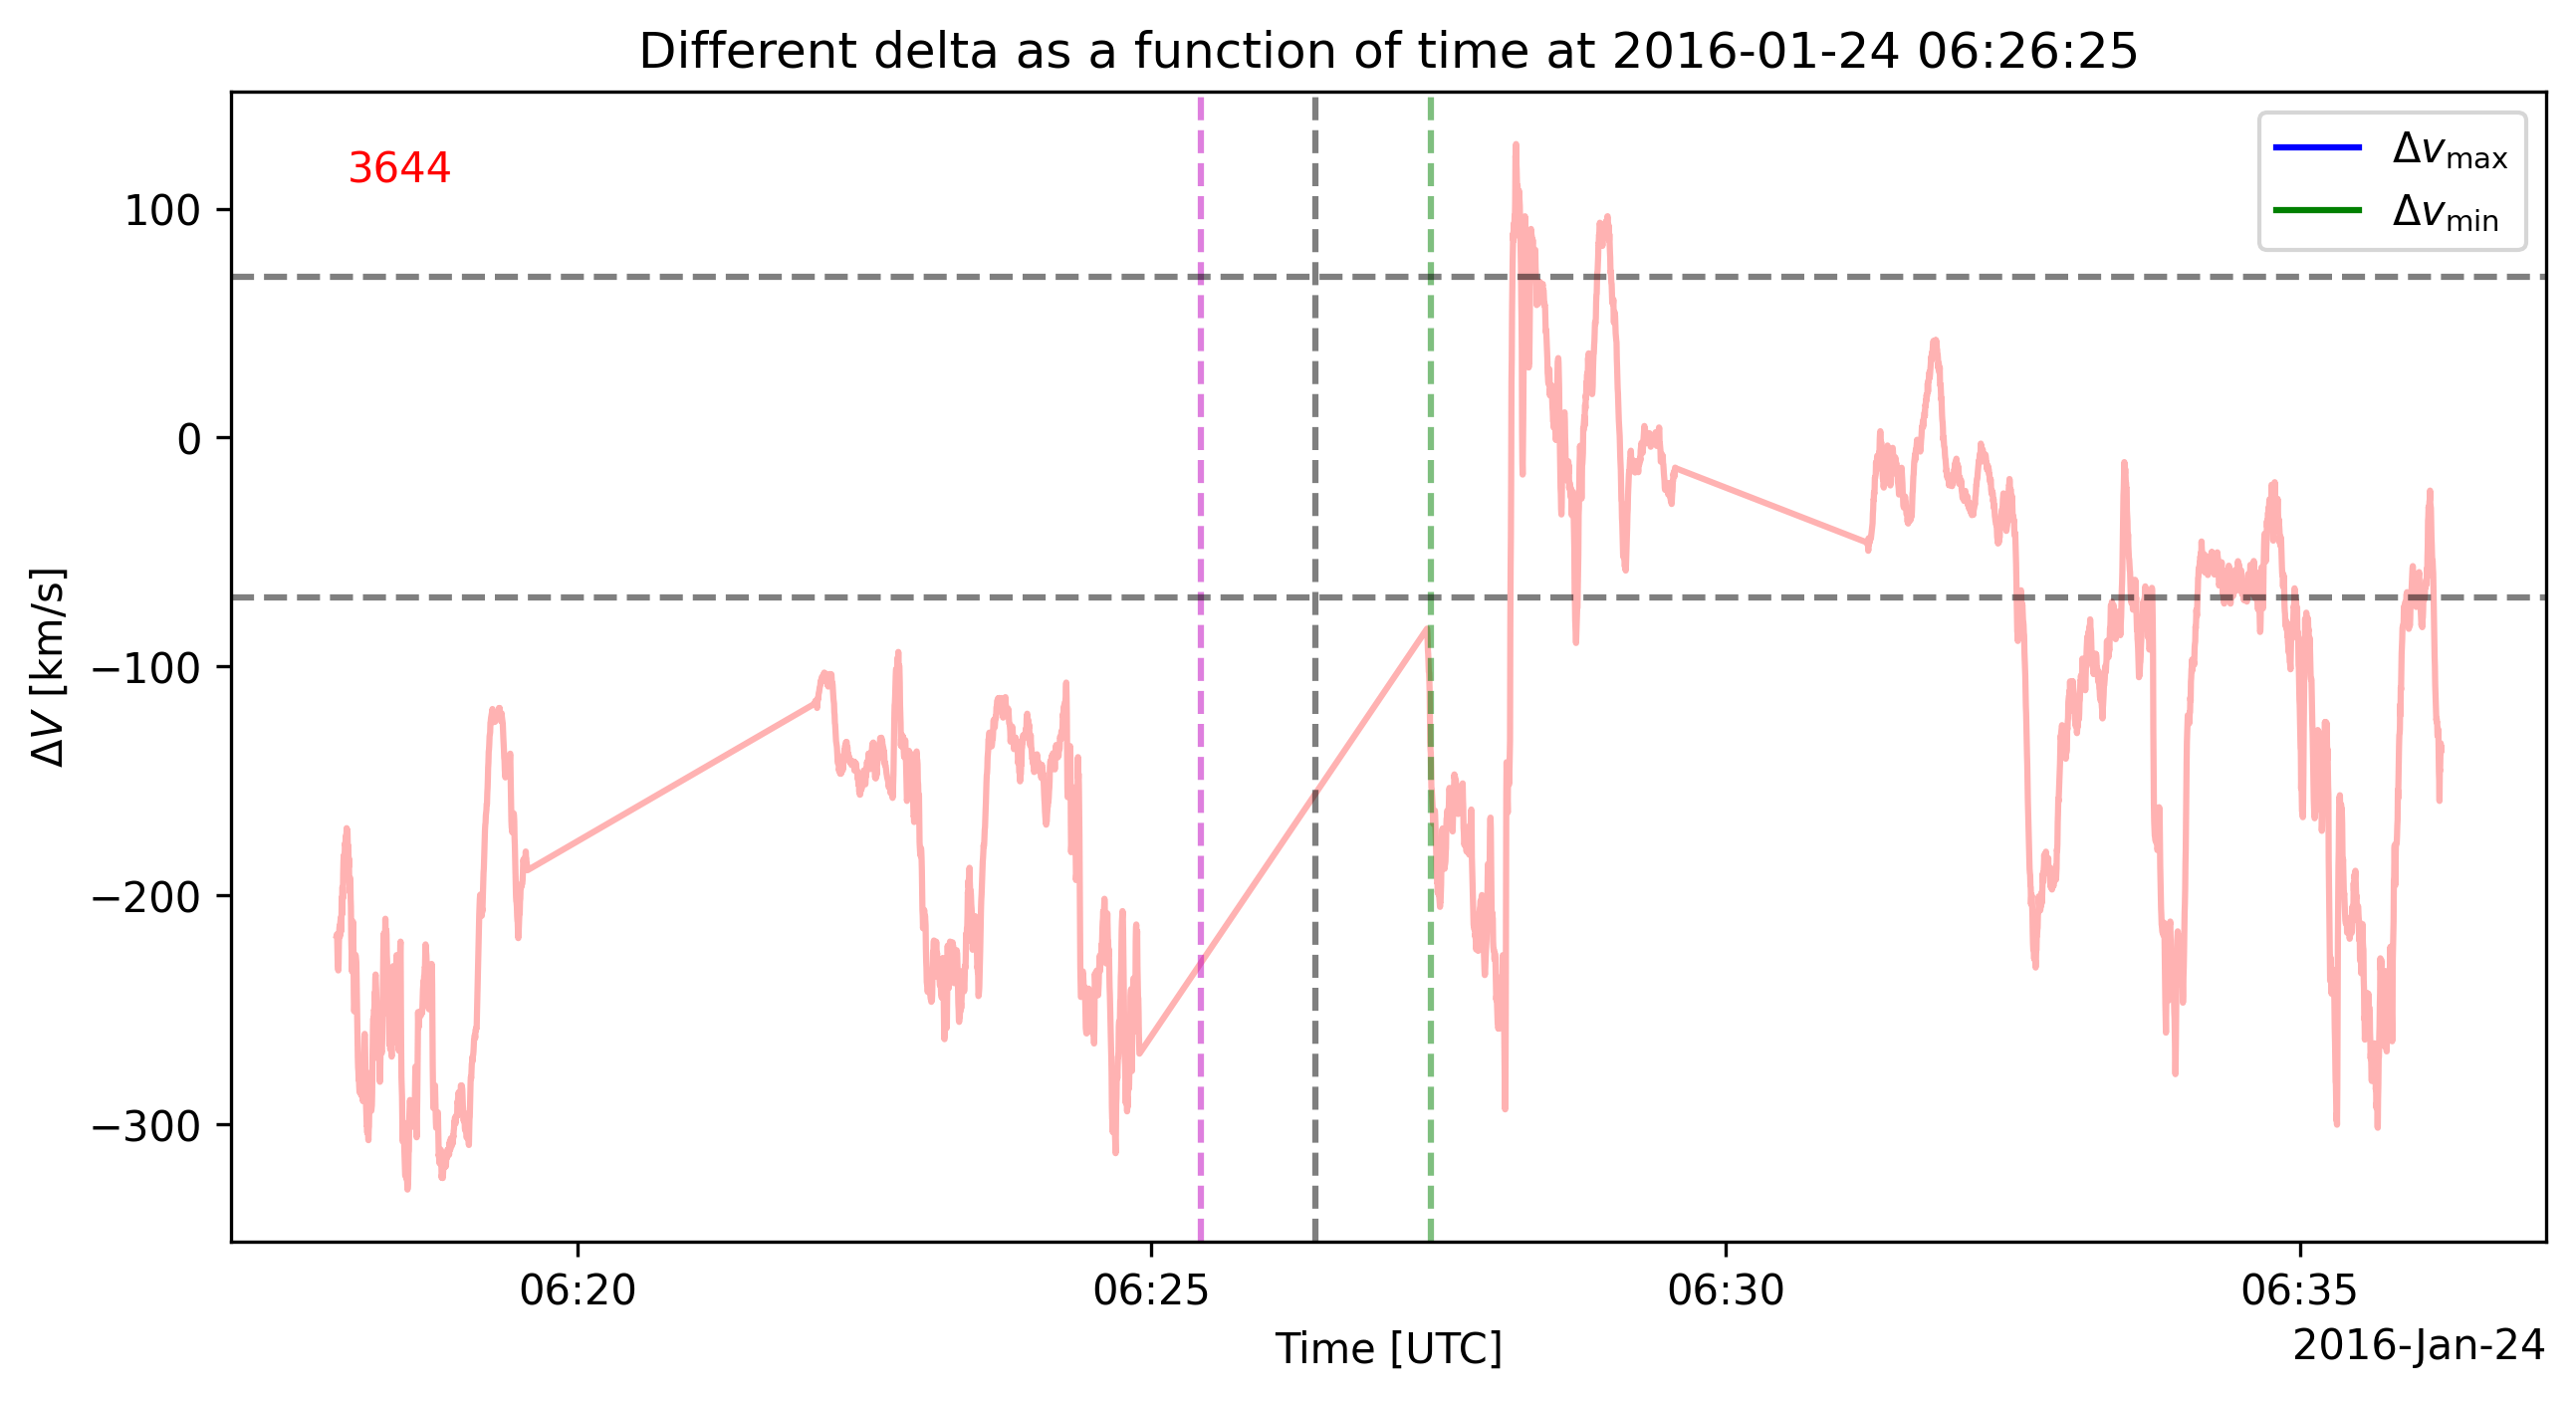 Different delta as a function of time at 2016-01-24 06:26:25
3644
Δv_max
Δv_min
100
0
−100
−200
−300
ΔV [km/s]
06:20 06:25 06:30 06:35
Time [UTC]
2016-Jan-24